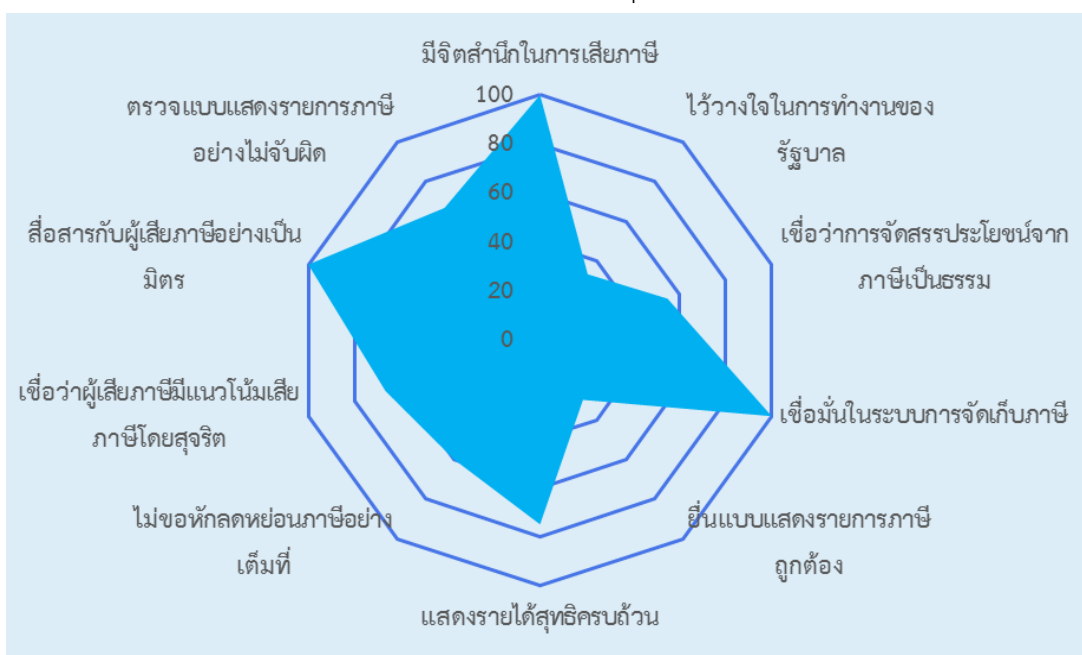 มีจิตสำนึกในการเสียภาษี
ตรวจแบบแสดงรายการภาษี
อย่างไม่จับผิด
100
80
60
40
20
0
ไว้วางใจในการทำงานของ
รัฐบาล
สื่อสารกับผู้เสียภาษีอย่างเป็น
มิตร
เชื่อว่าการจัดสรรประโยชน์จาก
ภาษีเป็นธรรม
เชื่อว่าผู้เสียภาษีมีแนวโน้มเสีย
ภาษีโดยสุจริต
เชื่อมั่นในระบบการจัดเก็บภาษี
ไม่ขอหักลดหย่อนภาษีอย่าง
เต็มที่
ยื่นแบบแสดงรายการภาษี
ถูกต้อง
แสดงรายได้สุทธิครบถ้วน